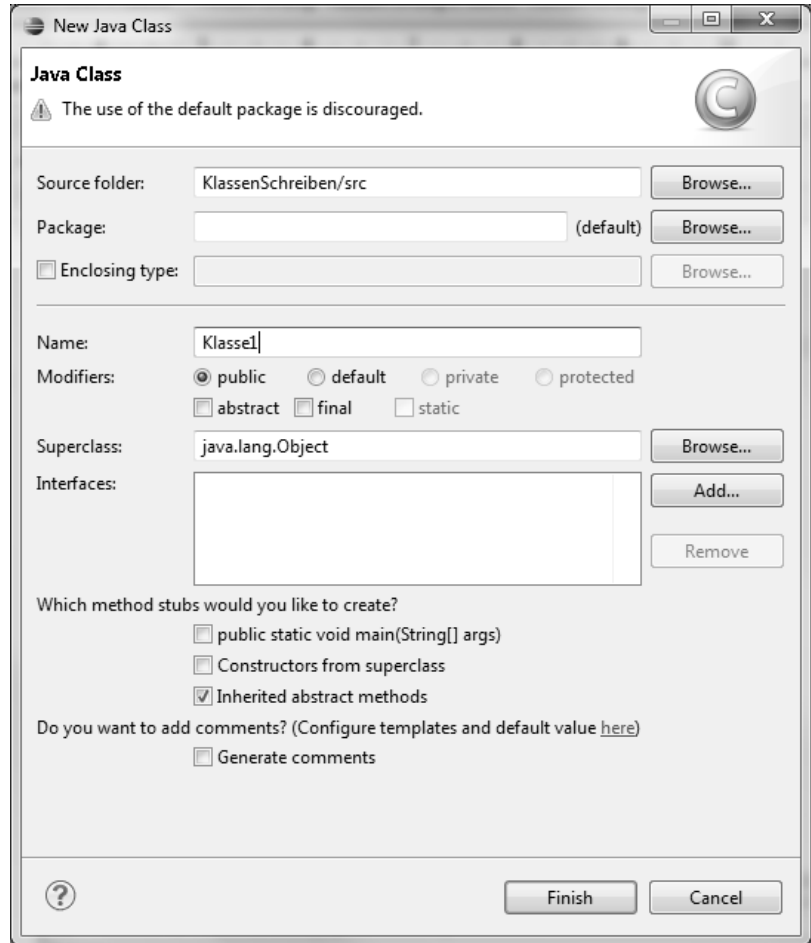 New Java Class
Java Class
The use of the default package is discouraged.
C
Source folder: KlassenSchreiben/src Browse...
Package: (default) Browse...
Enclosing type: Browse...
Name: Klasse1
Modifiers: public default private protected
abstract final static
Superclass: java.lang.Object Browse...
Interfaces: Add...
Remove
Which method stubs would you like to create?
public static void main(String[] args)
Constructors from superclass
Inherited abstract methods
Do you want to add comments? (Configure templates and default value here)
Generate comments
? Finish Cancel